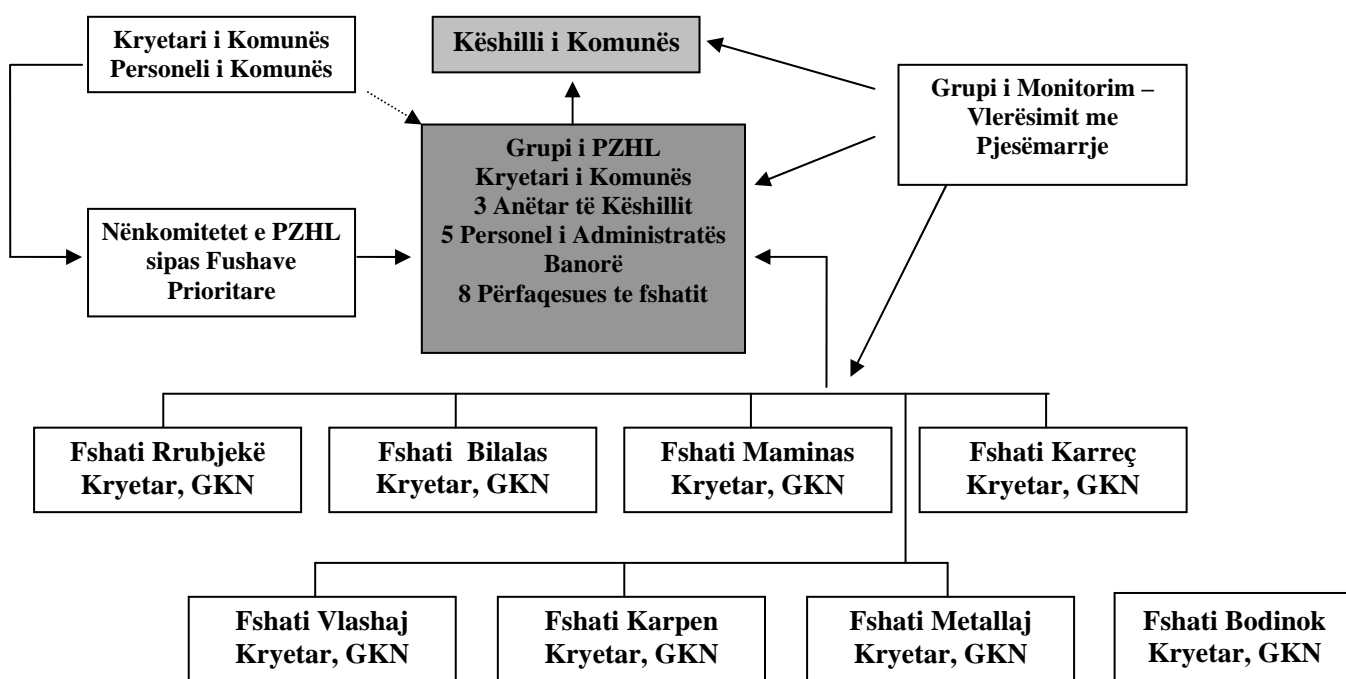 Kryetari i Komunës
Personeli i Komunës
Këshilli i Komunës
Grupi i Monitorim –
Vlerësimit me
Pjesëmarrje
Grupi i PZHL
Kryetari i Komunës
3 Anëtar të Këshillit
5 Personel i Administratës
Banorë
8 Përfaqesues te fshatit
Nënkomitetet e PZHL
sipas Fushave
Prioritare
Fshati Rrubjekë
Kryetar, GKN
Fshati Bilalas
Kryetar, GKN
Fshati Maminas
Kryetar, GKN
Fshati Karreç
Kryetar, GKN
Fshati Vlashaj
Kryetar, GKN
Fshati Karpen
Kryetar, GKN
Fshati Metallaj
Kryetar, GKN
Fshati Bodinok
Kryetar, GKN